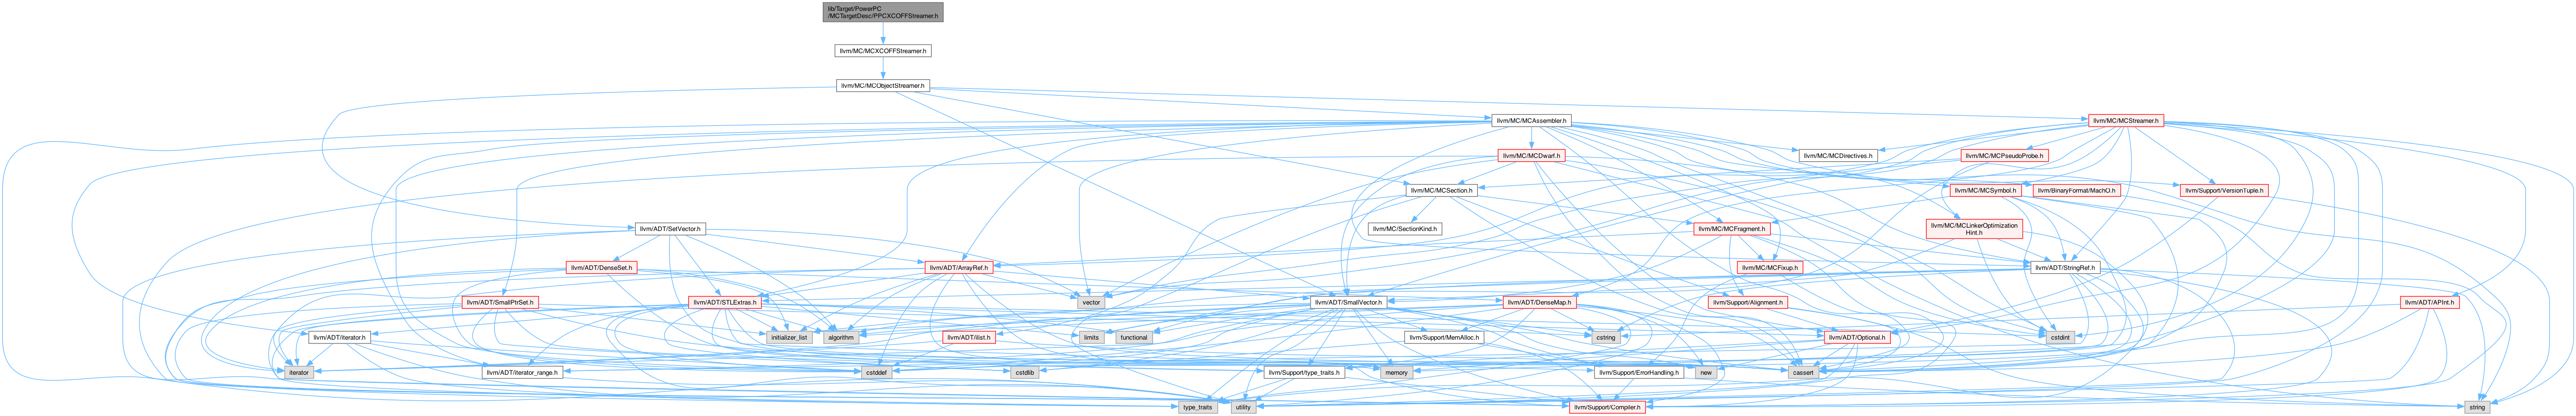 lib/Target/PowerPC
/MCTargetDesc/PPCXCOFFStreamer.h
llvm/MC/MCXCOFFStreamer.h
llvm/MC/MCObjectStreamer.h
llvm/MC/MCAssembler.h
llvm/MC/MCStreamer.h
llvm/MC/MCDwarf.h
llvm/MC/MCDirectives.h
llvm/MC/MCPseudoProbe.h
llvm/MC/MCSection.h
llvm/MC/MCSymbol.h
llvm/BinaryFormat/MachO.h
llvm/Support/VersionTuple.h
llvm/ADT/SetVector.h
llvm/MC/SectionKind.h
llvm/MC/MCFragment.h
llvm/MC/MCLinkerOptimization
Hint.h
llvm/ADT/DenseSet.h
llvm/ADT/ArrayRef.h
llvm/MC/MCFixup.h
llvm/ADT/StringRef.h
llvm/ADT/SmallPtrSet.h
llvm/ADT/STLExtras.h
vector
llvm/ADT/SmallVector.h
llvm/ADT/DenseMap.h
llvm/Support/Alignment.h
llvm/ADT/APInt.h
llvm/ADT/iterator.h
initializer_list
algorithm
llvm/ADT/ilist.h
limits
functional
llvm/Support/MemAlloc.h
cstring
llvm/ADT/Optional.h
cstdint
iterator
llvm/ADT/iterator_range.h
cstddef
cstdlib
llvm/Support/type_traits.h
memory
llvm/Support/ErrorHandling.h
new
cassert
type_traits
utility
llvm/Support/Compiler.h
string